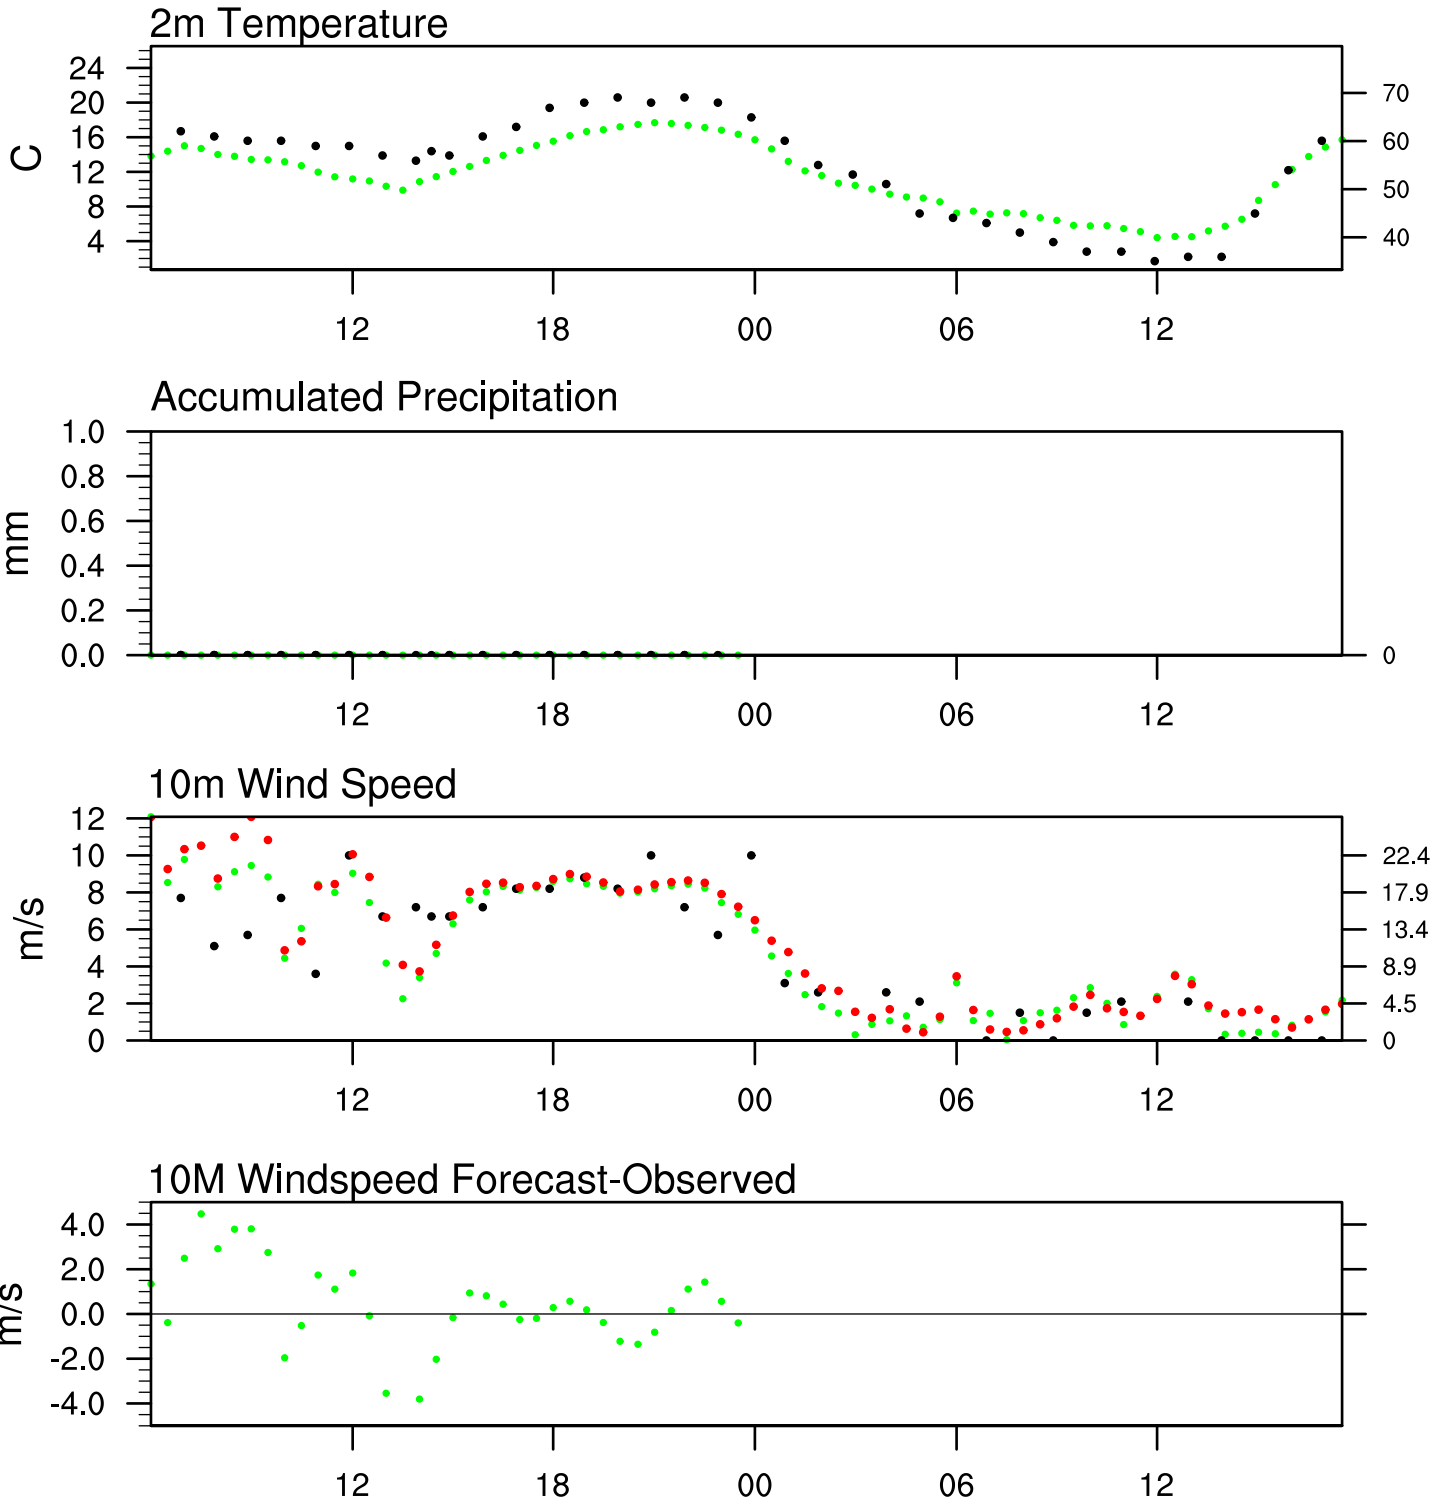 2m Temperature
24
20
16
12
8
4
C
70
60
50
40
12 18 00 06 12
Accumulated Precipitation
1.0
0.8
0.6
0.4
0.2
0.0
mm
0
12 18 00 06 12
10m Wind Speed
12
10
8
6
4
2
0
m/s
22.4
17.9
13.4
8.9
4.5
0
12 18 00 06 12
10M Windspeed Forecast-Observed
4.0
2.0
0.0
-2.0
-4.0
m/s
12 18 00 06 12